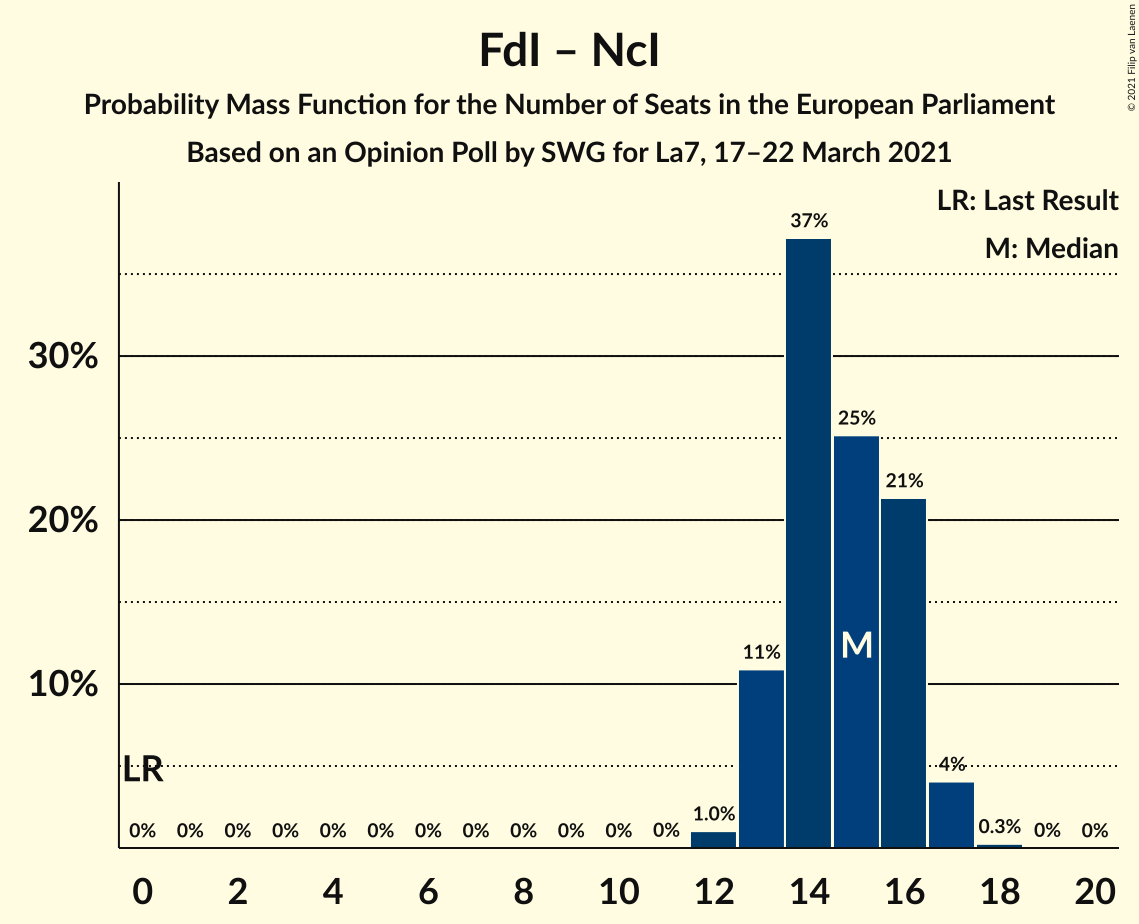 FdI – NcI
Probability Mass Function for the Number of Seats in the European Parliament
Based on an Opinion Poll by SWG for La7, 17–22 March 2021
© 2021 Filip van Laenen
LR: Last Result
M: Median
37%
30%
25%
21%
20%
M
11%
10%
LR
4%
0% 0% 0% 0% 0% 0% 0% 0% 0% 0% 0% 0% 1.0% 0.3% 0% 0%
0 2 4 6 8 10 12 14 16 18 20